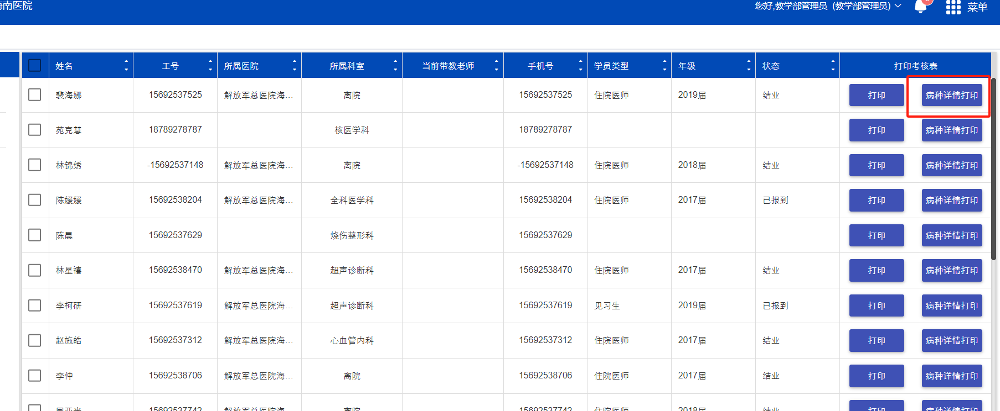 海南医院
您好,教学部管理员 (教学部管理员)
菜单
姓名 工号 所属医院 所属科室 当前带教老师 手机号 学员类型 年级 状态 打印考核表
裴海娜 15692537525 解放军总医院海... 离院 15692537525 住院医师 2019届 结业 打印 病种详情打印
苑克慧 18789278787 核医学科 18789278787 打印 病种详情打印
林锦绣 -15692537148 解放军总医院海... 离院 -15692537148 住院医师 2018届 结业 打印 病种详情打印
陈媛媛 15692538204 解放军总医院海... 全科医学科 15692538204 住院医师 2017届 已报到 打印 病种详情打印
陈晨 15692537629 烧伤整形科 15692537629 打印 病种详情打印
林星禧 15692538470 解放军总医院海... 超声诊断科 15692538470 住院医师 2017届 结业 打印 病种详情打印
李柯研 15692537619 解放军总医院海... 超声诊断科 15692537619 见习生 2019届 已报到 打印 病种详情打印
赵施皓 15692537312 解放军总医院海... 心血管内科 15692537312 住院医师 2017届 结业 打印 病种详情打印
李仲 15692538706 解放军总医院海... 离院 15692538706 住院医师 2017届 结业 打印 病种详情打印
15692537742 解放军总医院海... 离院 15692537742 住院医师 2018届 结业 打印 病种详情打印